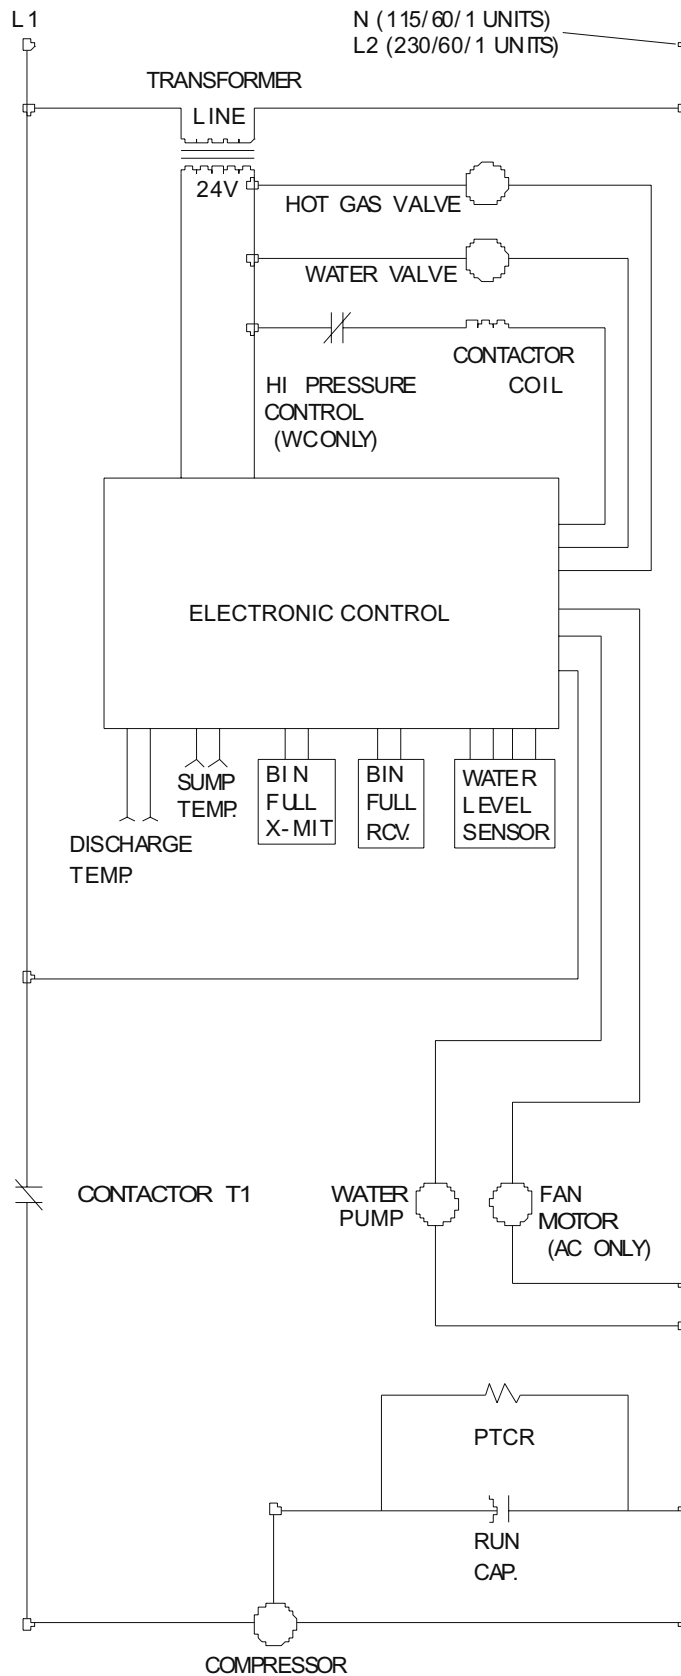 L1
N (115/60/1 UNITS)
L2 (230/60/1 UNITS)
TRANSFORMER
LINE
24V
HOT GAS VALVE
WATER VALVE
CONTACTOR
COIL
HI PRESSURE
CONTROL
(WC ONLY)
ELECTRONIC CONTROL
DISCHARGE
TEMP.
SUMP
TEMP.
BIN
FULL
X-MIT
BIN
FULL
RCV.
WATER
LEVEL
SENSOR
CONTACTOR T1
WATER
PUMP
FAN
MOTOR
(AC ONLY)
PTCR
RUN
CAP.
COMPRESSOR